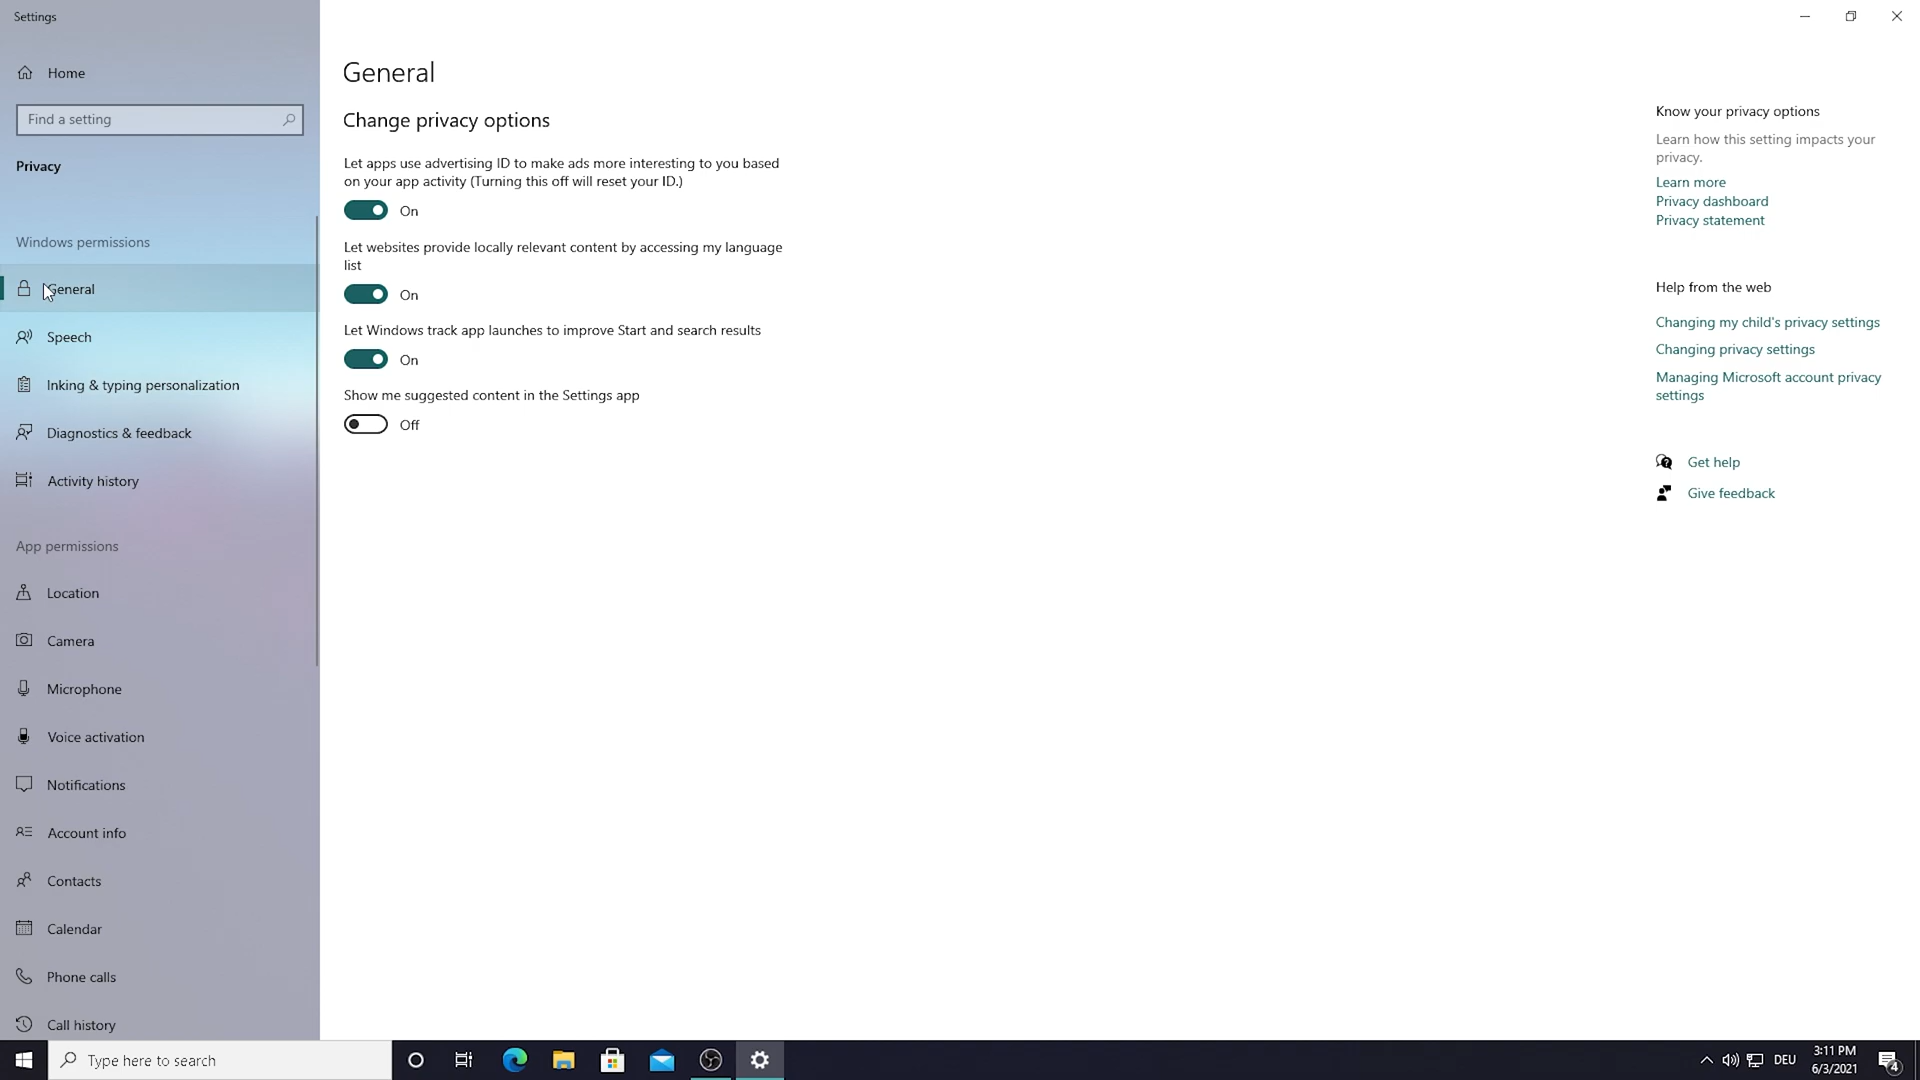 Settings
Home
Find a setting
Privacy
Windows permissions
General
Speech
Inking & typing personalization
Diagnostics & feedback
Activity history
App permissions
Location
Camera
Microphone
Voice activation
Notifications
Account info
Contacts
Calendar
Phone calls
Call history
General
Change privacy options
Let apps use advertising ID to make ads more interesting to you based
on your app activity (Turning this off will reset your ID.)
On
Let websites provide locally relevant content by accessing my language
list
On
Let Windows track app launches to improve Start and search results
On
Show me suggested content in the Settings app
Off
Know your privacy options
Learn how this setting impacts your
privacy.
Learn more
Privacy dashboard
Privacy statement
Help from the web
Changing my child's privacy settings
Changing privacy settings
Managing Microsoft account privacy
settings
Get help
Give feedback
Type here to search
DEU
3:11 PM
6/3/2021
4